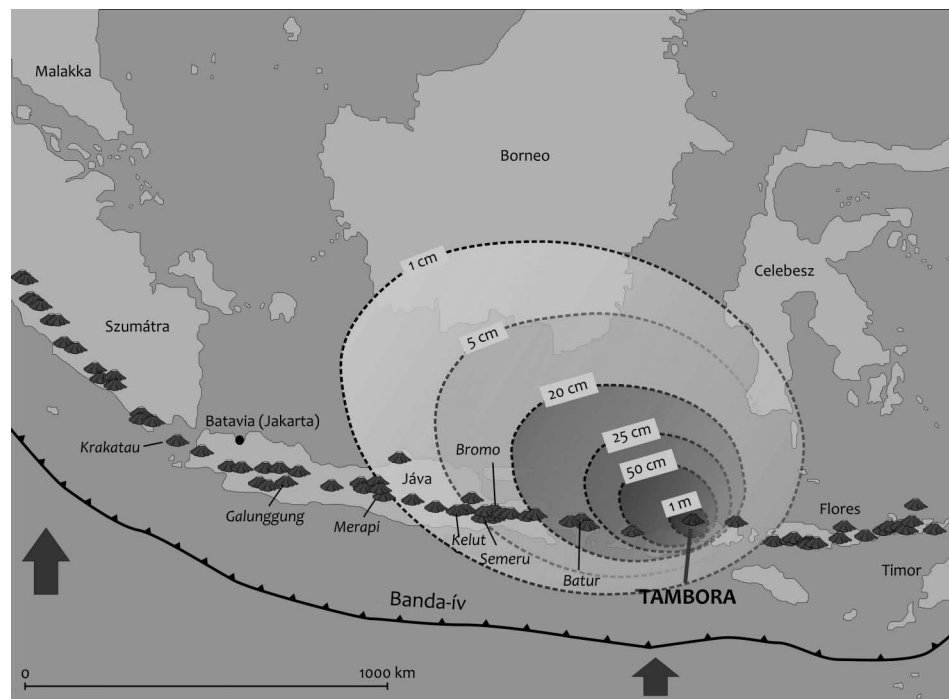 Malakka
Borneo
1 cm
Celebesz
Szumátra
5 cm
20 cm
Batavia (Jakarta)
25 cm
Krakatau
Bromo
50 cm
Jáva
1 m
Galunggung
Flores
Merapi
Kelut
Semeru
Batur
Timor
TAMBORA
Banda-ív
0
1000 km